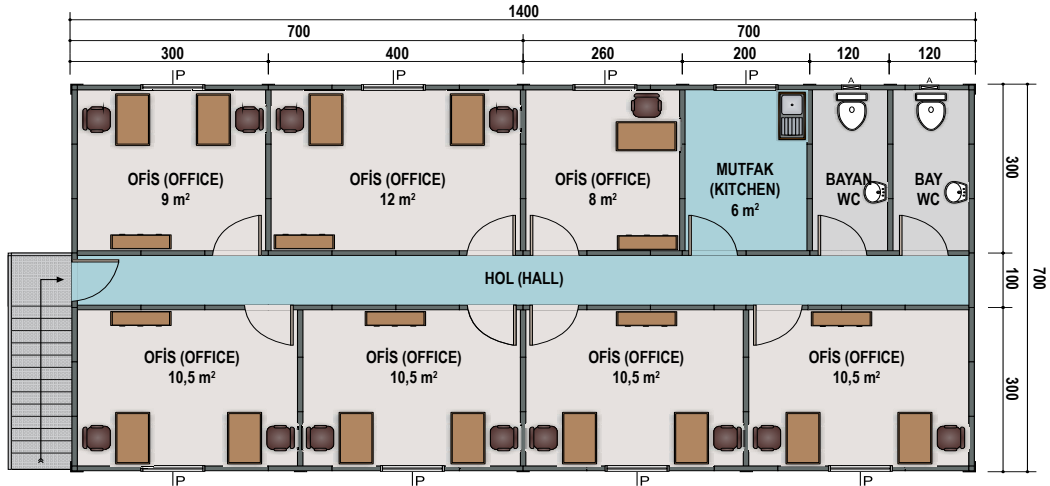 1400
700 700
300 400 260 200 120 120
P P P P A A
OFİS (OFFICE)
9 m²
OFİS (OFFICE)
12 m²
OFİS (OFFICE)
8 m²
MUTFAK
(KITCHEN)
6 m²
BAYAN
WC
BAY
WC
300
HOL (HALL)
100
700
OFİS (OFFICE)
10,5 m²
OFİS (OFFICE)
10,5 m²
OFİS (OFFICE)
10,5 m²
OFİS (OFFICE)
10,5 m²
300
P P P P